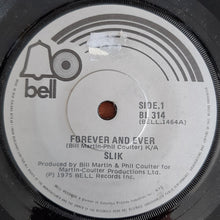 bell
SIDE.1
BI 314
(BELL.1464A)
FOREVER AND EVER
(Bill Martin-Phil Coulter) K/A
SLIK
Produced by Bill Martin & Phil Coulter for
Martin-Coulter Productions Ltd.
(P) 1975 BELL Records Inc.